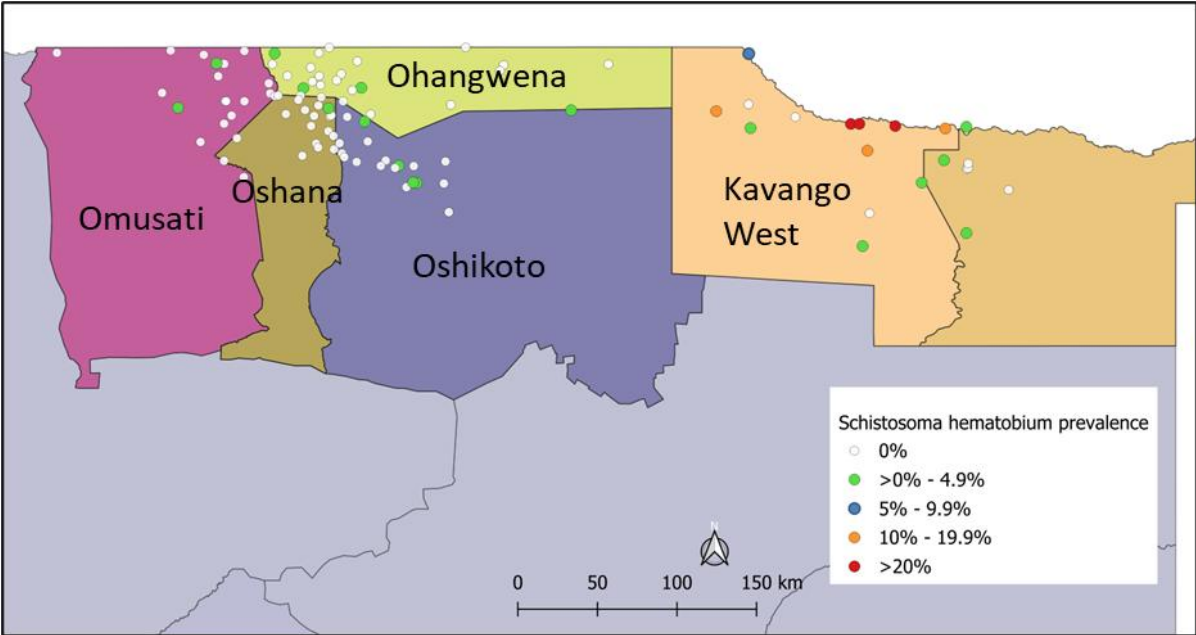 Ohangwena
Omusati
Oshana
Oshikoto
Kavango
West
Schistosoma hematobium prevalence
0%
>0% - 4.9%
5% - 9.9%
10% - 19.9%
>20%
N
0 50 100 150 km